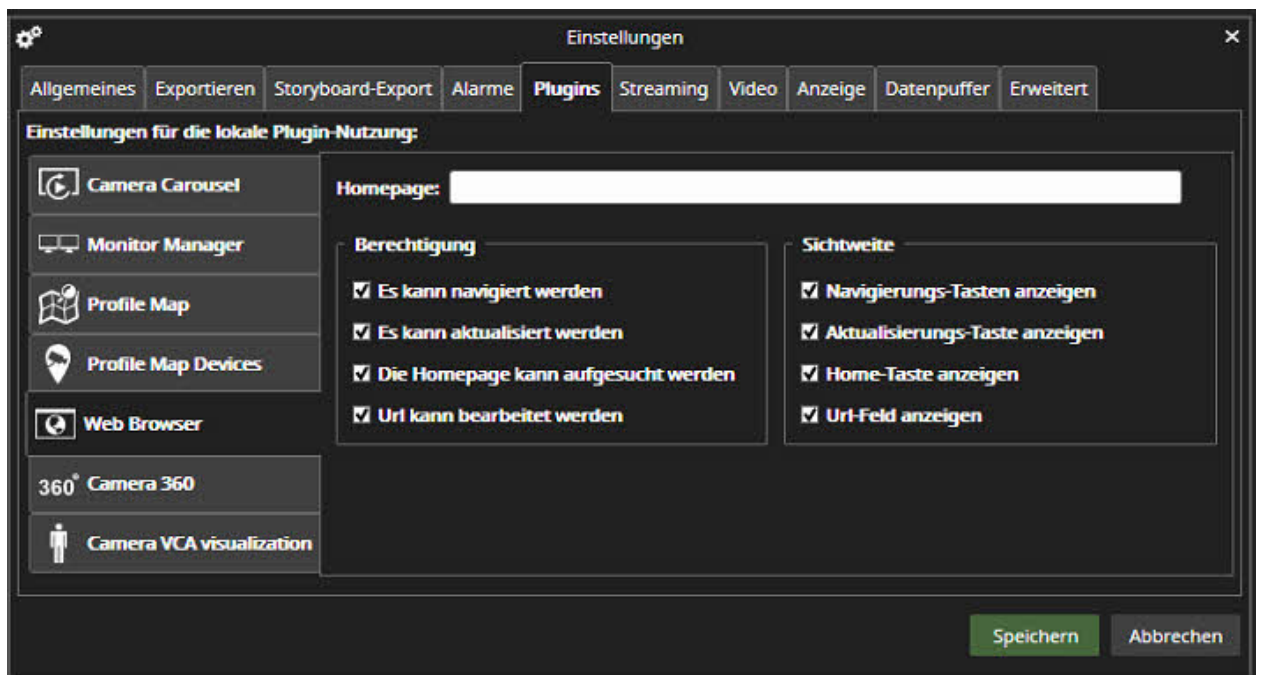 Einstellungen
Allgemeines Exportieren Storyboard-Export Alarme Plugins Streaming Video Anzeige Datenpuffer Erweitert
Einstellungen für die lokale Plugin-Nutzung:
Camera Carousel
Monitor Manager
Profile Map
Profile Map Devices
Web Browser
360° Camera 360
Camera VCA visualization
Homepage:
Berechtigung
Es kann navigiert werden
Es kann aktualisiert werden
Die Homepage kann aufgesucht werden
Url kann bearbeitet werden
Sichtweite
Navigierungs-Tasten anzeigen
Aktualisierungs-Taste anzeigen
Home-Taste anzeigen
Url-Feld anzeigen
Speichern Abbrechen